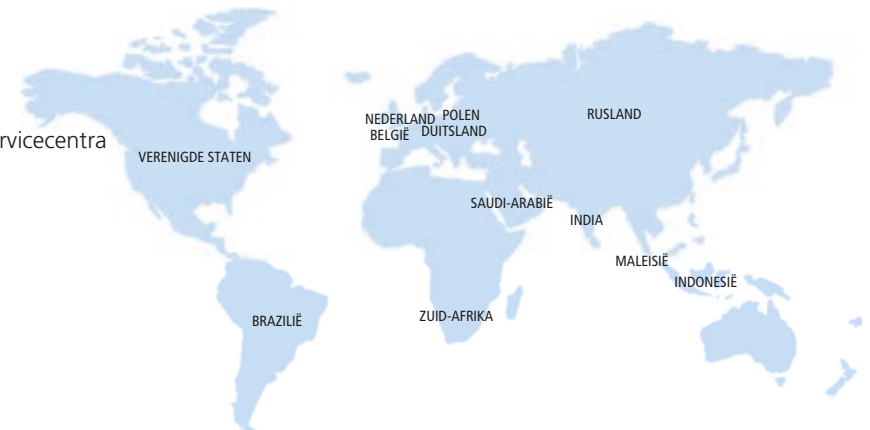 rvicecentra
VERENIGDE STATEN
NEDERLAND POLEN
BELGIË DUITSLAND
RUSLAND
SAUDI-ARABIË
INDIA
MALEISIË
INDONESIË
BRAZILIË
ZUID-AFRIKA